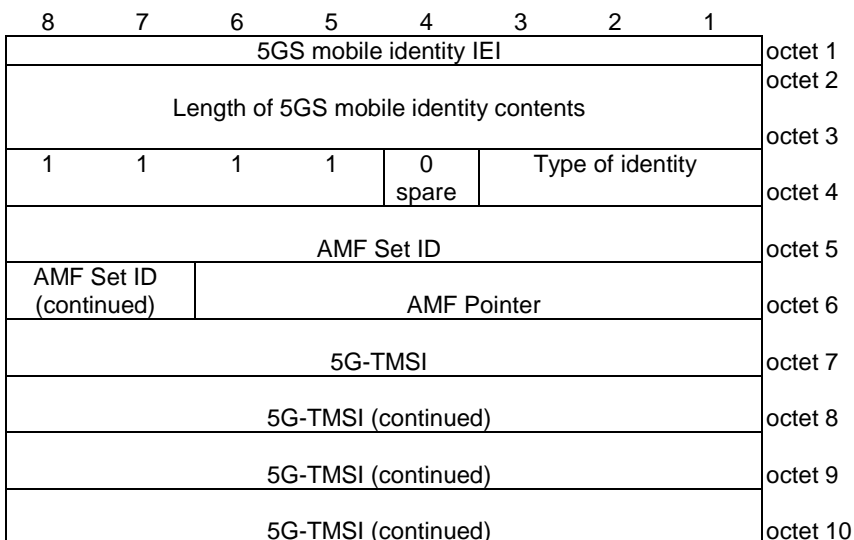 8 7 6 5 4 3 2 1
5GS mobile identity IEI octet 1
octet 2
Length of 5GS mobile identity contents
octet 3
1 1 1 1 0 Type of identity
spare octet 4
AMF Set ID octet 5
AMF Set ID
(continued) AMF Pointer octet 6
5G-TMSI octet 7
5G-TMSI (continued) octet 8
5G-TMSI (continued) octet 9
5G-TMSI (continued) octet 10